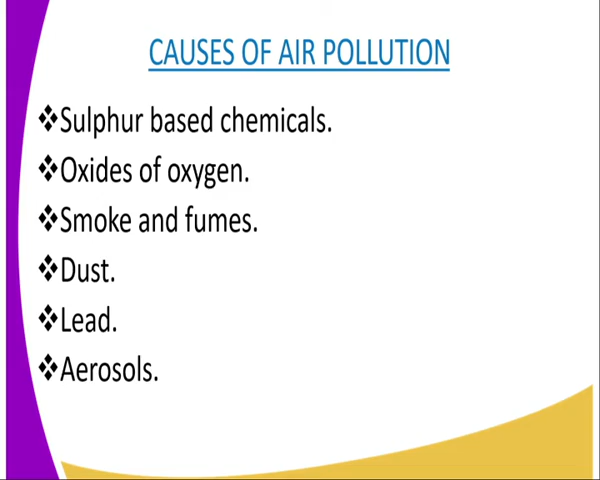 CAUSES OF AIR POLLUTION
❖Sulphur based chemicals.
❖Oxides of oxygen.
❖Smoke and fumes.
❖Dust.
❖Lead.
❖Aerosols.